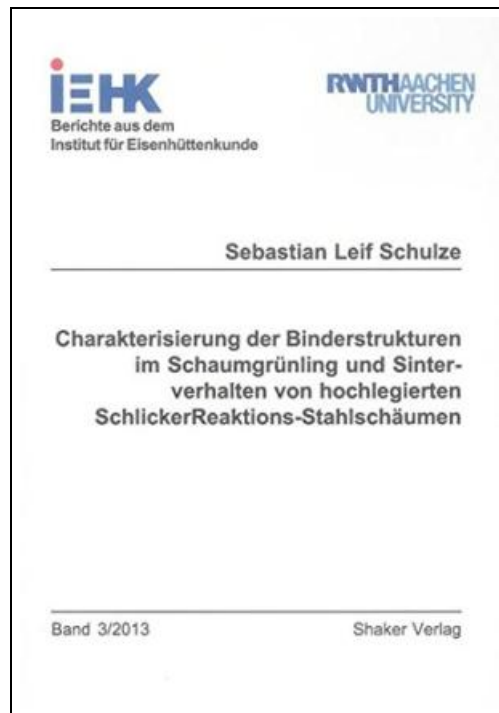 iEHK
RWTHAACHEN
UNIVERSITY
Berichte aus dem
Institut für Eisenhüttenkunde
Sebastian Leif Schulze
Charakterisierung der Binderstrukturen
im Schaumgrünling und Sinter-
verhalten von hochlegierten
SchlickerReaktions-Stahlschäumen
Band 3/2013
Shaker Verlag